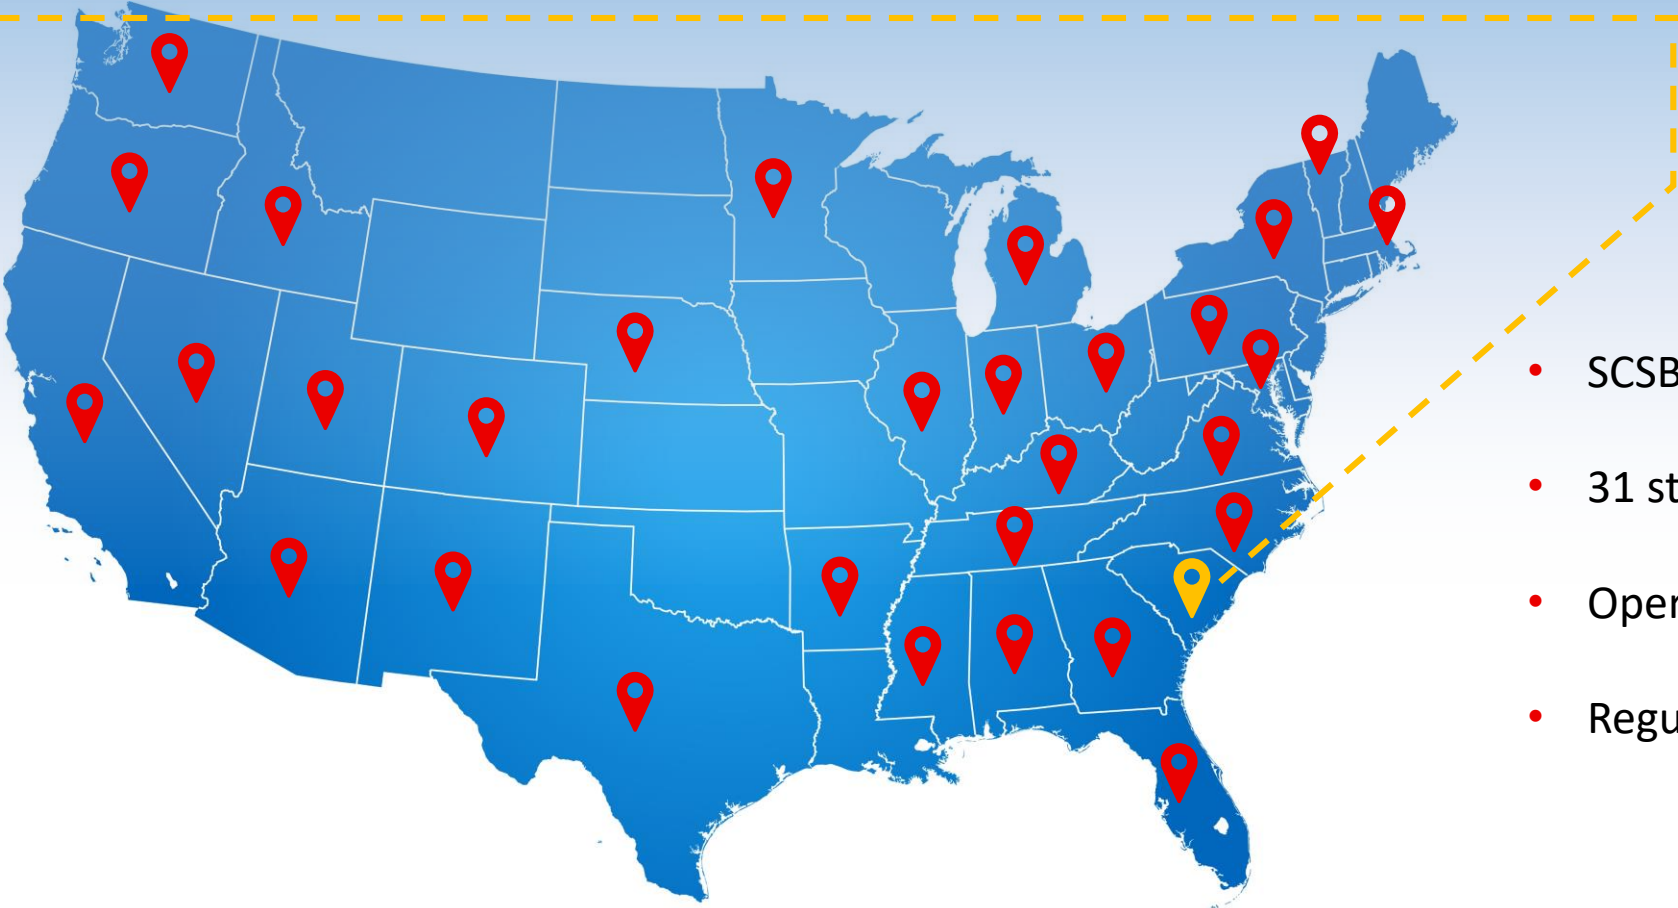 • SCSB
• 31 st
• Oper
• Regu